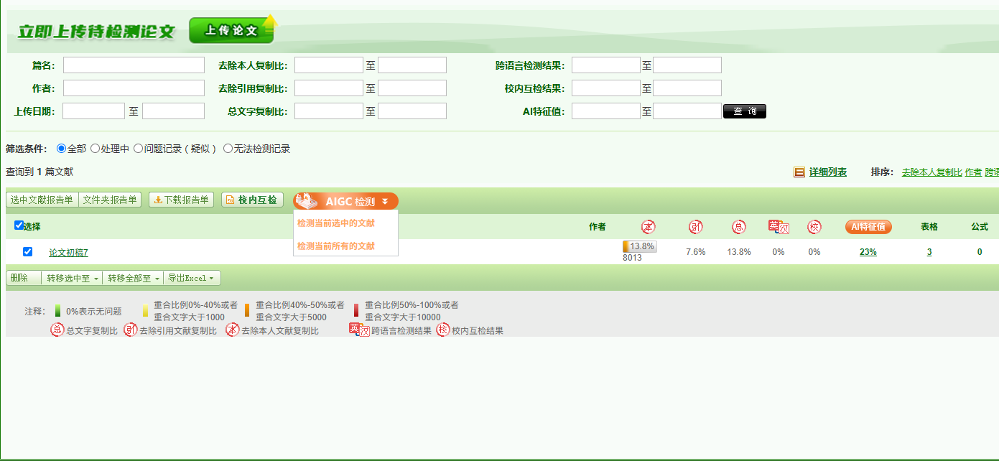 立即上传待检测论文 上传论文
篇名： 去除本人复制比： 至 跨语言检测结果： 至
作者： 去除引用复制比： 至 校内互检结果： 至
上传日期： 至 总文字复制比： 至 AI特征值： 至 查 询
筛选条件： 全部 处理中 问题记录（疑似） 无法检测记录
查询到 1 篇文献 详细列表 排序： 去除本人复制比 作者 跨语
选中文献报告单 文件夹报告单 下载报告单 校内互检 AIGC 检测
检测当前选中的文献
检测当前所有的文献
选择 作者 本 引 总 英汉 校 AI特征值 表格 公式
论文初稿7 13.8% 7.6% 13.8% 0% 0% 23% 3 0
8013
删除 转移选中至 转移全部至 导出Excel
注释： 0%表示无问题 重合比例0%-40%或者 重合比例40%-50%或者 重合比例50%-100%或者
重合文字大于1000 重合文字大于5000 重合文字大于10000
总 总文字复制比 引 去除引用文献复制比 本 去除本人文献复制比 英汉 跨语言检测结果 校 校内互检结果